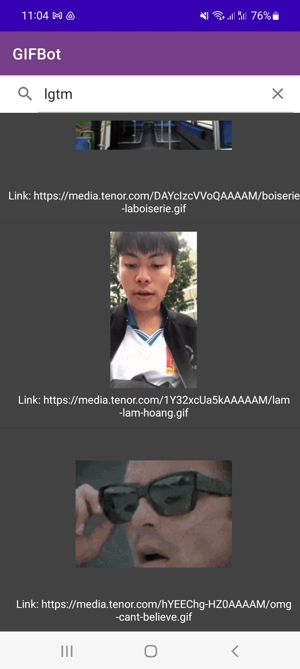 11:04 76%
GIFBot
lgtm
Link: https://media.tenor.com/DAYcIzcVVoQAAAAM/boiserie
-laboiserie.gif
Link: https://media.tenor.com/1Y32xcUa5kAAAAAM/lam
-lam-hoang.gif
Link: https://media.tenor.com/hYEEChg-HZ0AAAAM/omg
-cant-believe.gif